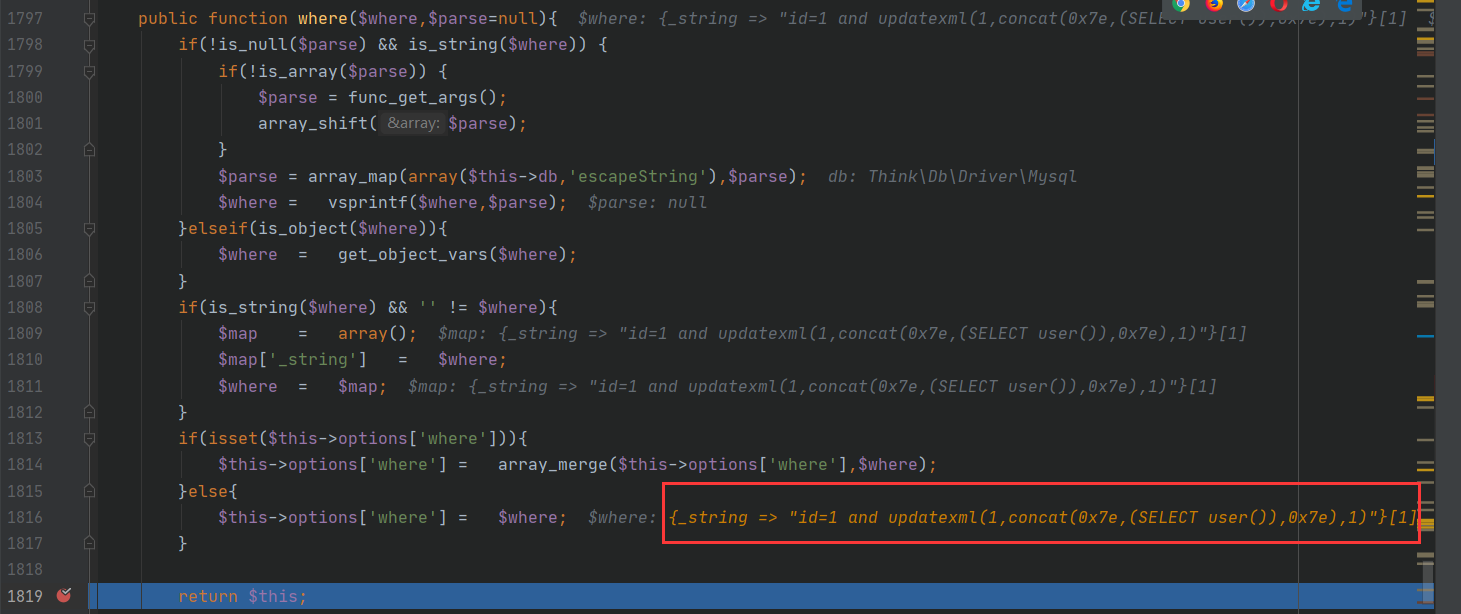 1797 public function where($where,$parse=null){ $where: {_string => "id=1 and updatexml(1,concat(0x7e,(SELECT user()),0x7e),1)"}[1]
1798 if(!is_null($parse) && is_string($where)) {
1799 if(!is_array($parse)) {
1800 $parse = func_get_args();
1801 array_shift( &array: $parse);
1802 }
1803 $parse = array_map(array($this->db,'escapeString'),$parse); db: Think\Db\Driver\Mysql
1804 $where = vsprintf($where,$parse); $parse: null
1805 }elseif(is_object($where)){
1806 $where = get_object_vars($where);
1807 }
1808 if(is_string($where) && '' != $where){
1809 $map = array(); $map: {_string => "id=1 and updatexml(1,concat(0x7e,(SELECT user()),0x7e),1)"}[1]
1810 $map['_string'] = $where;
1811 $where = $map; $map: {_string => "id=1 and updatexml(1,concat(0x7e,(SELECT user()),0x7e),1)"}[1]
1812 }
1813 if(isset($this->options['where'])){
1814 $this->options['where'] = array_merge($this->options['where'],$where);
1815 }else{
1816 $this->options['where'] = $where; $where: {_string => "id=1 and updatexml(1,concat(0x7e,(SELECT user()),0x7e),1)"}[1]
1817 }
1818
1819 return $this;